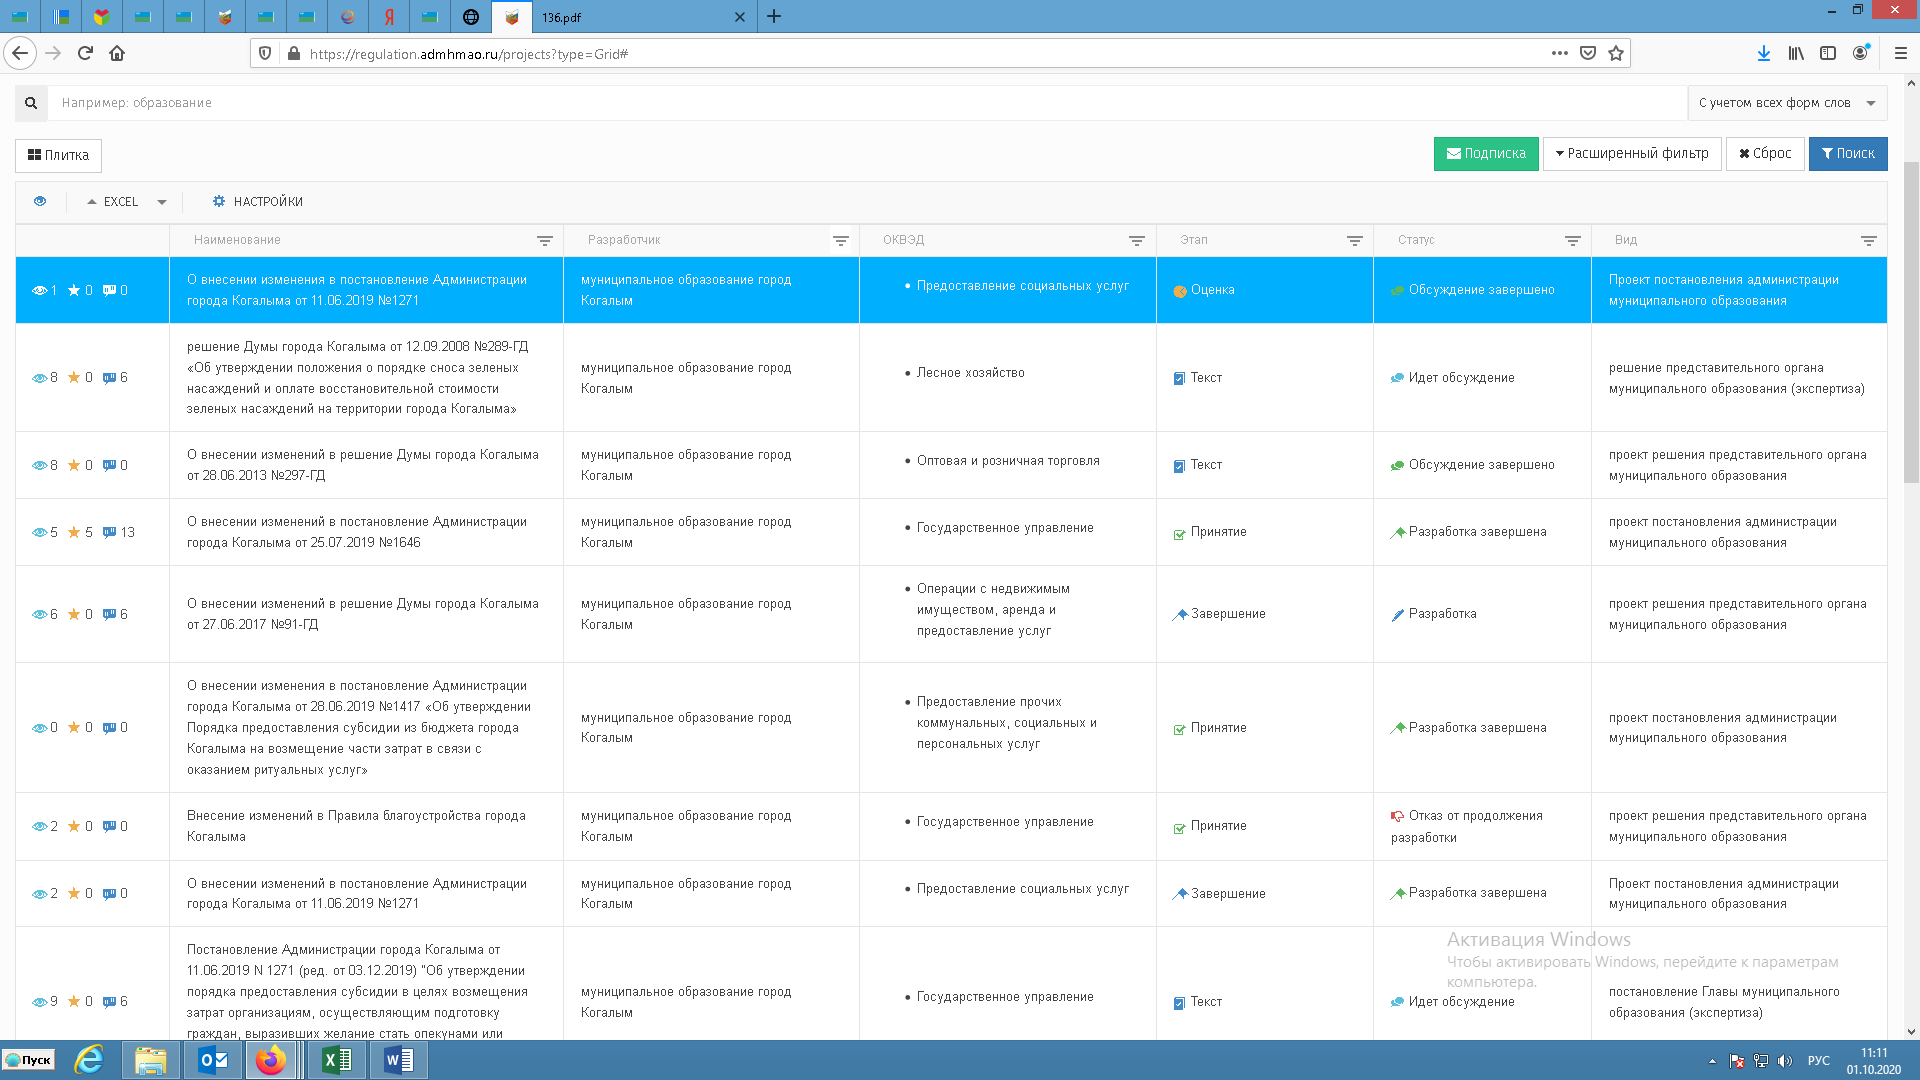 136.pdf
https://regulation.admhmao.ru/projects?type=Grid#
Например: образование
С учетом всех форм слов
Плитка
Подписка
Расширенный фильтр
Сброс
Поиск
EXCEL
НАСТРОЙКИ
Наименование
Разработчик
ОКВЭД
Этап
Статус
Вид
1 0 0
О внесении изменения в постановление Администрации
города Когалыма от 11.06.2019 №1271
муниципальное образование город
Когалым
Предоставление социальных услуг
Оценка
Обсуждение завершено
Проект постановления администрации
муниципального образования
8 0 6
решение Думы города Когалыма от 12.09.2008 №289-ГД
«Об утверждении положения о порядке сноса зеленых
насаждений и оплате восстановительной стоимости
зеленых насаждений на территории города Когалыма»
муниципальное образование город
Когалым
Лесное хозяйство
Текст
Идет обсуждение
решение представительного органа
муниципального образования (экспертиза)
8 0 0
О внесении изменений в решение Думы города Когалыма
от 28.06.2013 №297-ГД
муниципальное образование город
Когалым
Оптовая и розничная торговля
Текст
Обсуждение завершено
проект решения представительного органа
муниципального образования
5 5 13
О внесении изменений в постановление Администрации
города Когалыма от 25.07.2019 №1646
муниципальное образование город
Когалым
Государственное управление
Принятие
Разработка завершена
проект постановления администрации
муниципального образования
6 0 6
О внесении изменений в решение Думы города Когалыма
от 27.06.2017 №91-ГД
муниципальное образование город
Когалым
Операции с недвижимым
имуществом, аренда и
предоставление услуг
Завершение
Разработка
проект решения представительного органа
муниципального образования
0 0 0
О внесении изменения в постановление Администрации
города Когалыма от 28.06.2019 №1417 «Об утверждении
Порядка предоставления субсидии из бюджета города
Когалыма на возмещение части затрат в связи с
оказанием ритуальных услуг»
муниципальное образование город
Когалым
Предоставление прочих
коммунальных, социальных и
персональных услуг
Принятие
Разработка завершена
проект постановления администрации
муниципального образования
2 0 0
Внесение изменений в Правила благоустройства города
Когалыма
муниципальное образование город
Когалым
Государственное управление
Принятие
Отказ от продолжения
разработки
проект решения представительного органа
муниципального образования
2 0 0
О внесении изменений в постановление Администрации
города Когалыма от 11.06.2019 №1271
муниципальное образование город
Когалым
Предоставление социальных услуг
Завершение
Разработка завершена
Проект постановления администрации
муниципального образования
9 0 6
Постановление Администрации города Когалыма от
11.06.2019 N 1271 (ред. от 03.12.2019) "Об утверждении
порядка предоставления субсидии в целях возмещения
затрат организациям, осуществляющим подготовку
граждан, выразивших желание стать опекунами или
муниципальное образование город
Когалым
Государственное управление
Текст
Идет обсуждение
постановление Главы муниципального
образования (экспертиза)
Активация Windows
Чтобы активировать Windows, перейдите к параметрам
компьютера.
Пуск
РУС
11:11
01.10.2020